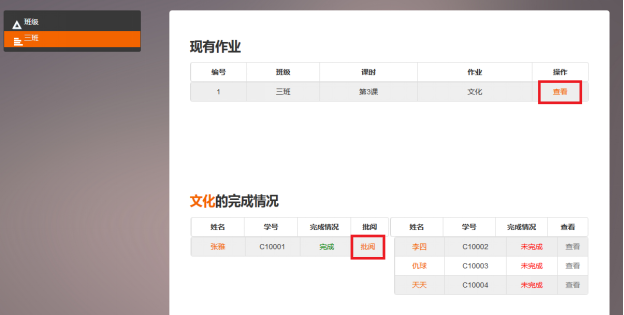 班级
三班
现有作业
编号 班级 课时 作业 操作
1 三班 第3课 文化 查看
文化的完成情况
姓名 学号 完成情况 批阅 姓名 学号 完成情况 查看
张雅 C10001 完成 批阅 李四 C10002 未完成 查看
仇球 C10003 未完成 查看
天天 C10004 未完成 查看